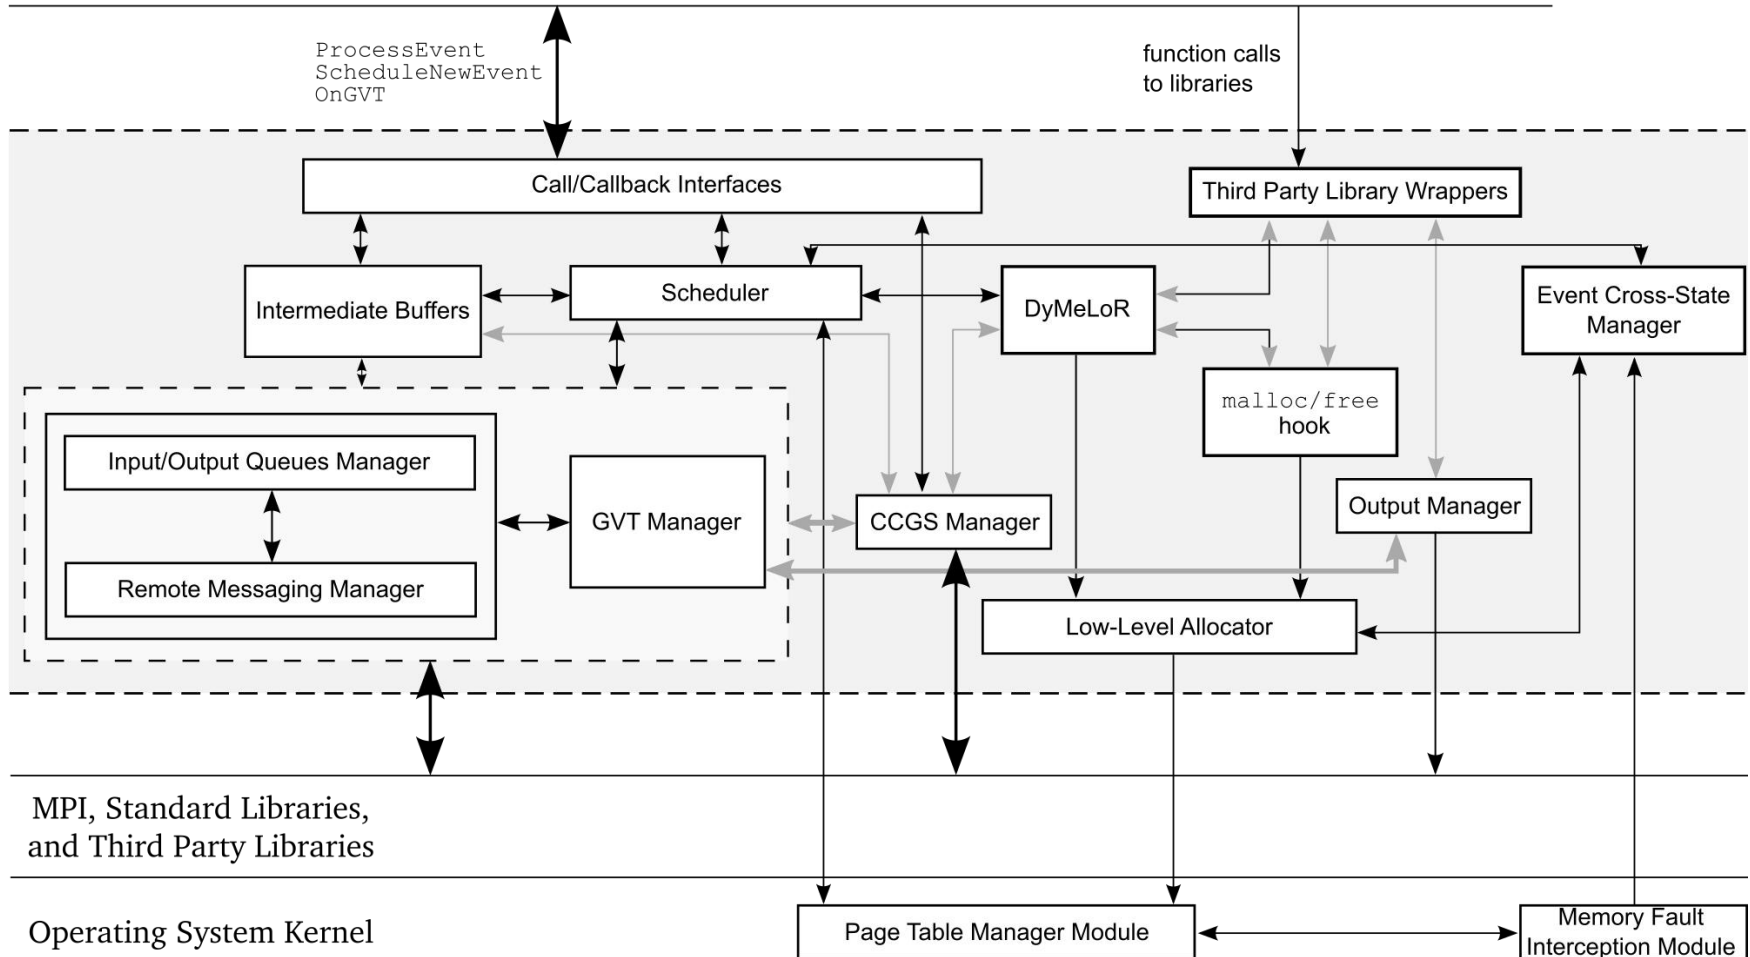 ProcessEvent
ScheduleNewEvent
OnGVT
function calls
to libraries
Call/Callback Interfaces
Third Party Library Wrappers
Intermediate Buffers
Scheduler
DyMeLoR
Event Cross-State
Manager
malloc/free
hook
Input/Output Queues Manager
GVT Manager
CCGS Manager
Output Manager
Remote Messaging Manager
Low-Level Allocator
MPI, Standard Libraries,
and Third Party Libraries
Operating System Kernel
Page Table Manager Module
Memory Fault
Interception Module